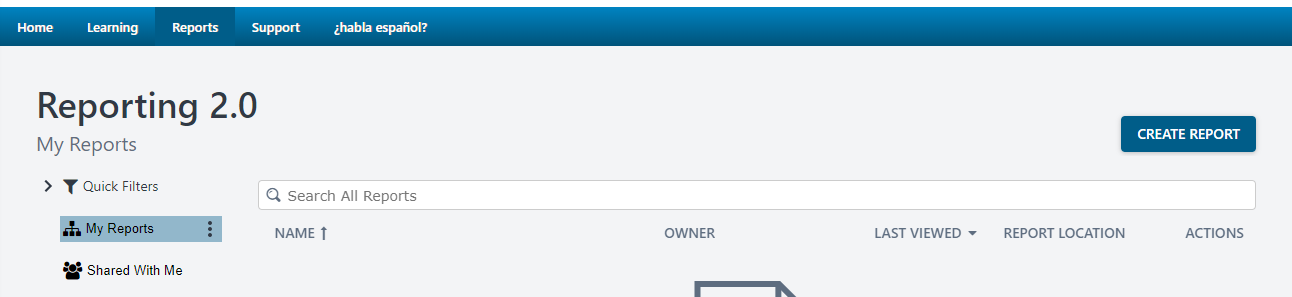 Home Learning Reports Support ¿habla español?
Reporting 2.0
My Reports
CREATE REPORT
Quick Filters
Search All Reports
My Reports
NAME OWNER LAST VIEWED REPORT LOCATION ACTIONS
Shared With Me